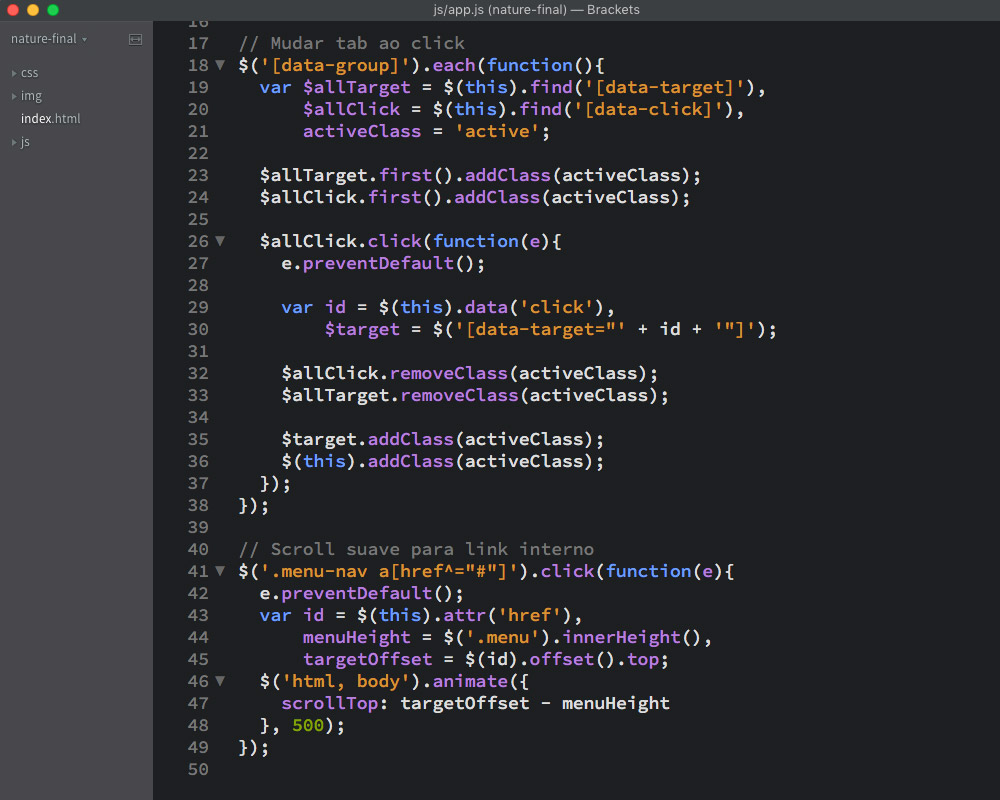 js/app.js (nature-final) — Brackets
nature-final
css
img
index.html
js
16
17 // Mudar tab ao click
18 $('[data-group]').each(function(){
19   var $allTarget = $(this).find('[data-target]'),
20       $allClick = $(this).find('[data-click]'),
21       activeClass = 'active';
22
23   $allTarget.first().addClass(activeClass);
24   $allClick.first().addClass(activeClass);
25
26   $allClick.click(function(e){
27     e.preventDefault();
28
29     var id = $(this).data('click'),
30         $target = $('[data-target="' + id + '"]');
31
32     $allClick.removeClass(activeClass);
33     $allTarget.removeClass(activeClass);
34
35     $target.addClass(activeClass);
36     $(this).addClass(activeClass);
37   });
38 });
39
40 // Scroll suave para link interno
41 $('.menu-nav a[href^="#"]').click(function(e){
42   e.preventDefault();
43   var id = $(this).attr('href'),
44       menuHeight = $('.menu').innerHeight(),
45       targetOffset = $(id).offset().top;
46   $('html, body').animate({
47     scrollTop: targetOffset - menuHeight
48   }, 500);
49 });
50